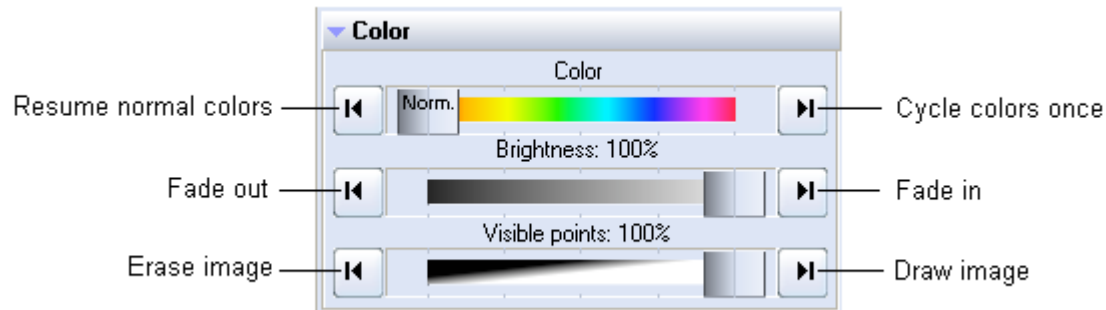 Color
Color
Resume normal colors
Norm.
Cycle colors once
Brightness: 100%
Fade out
Fade in
Visible points: 100%
Erase image
Draw image